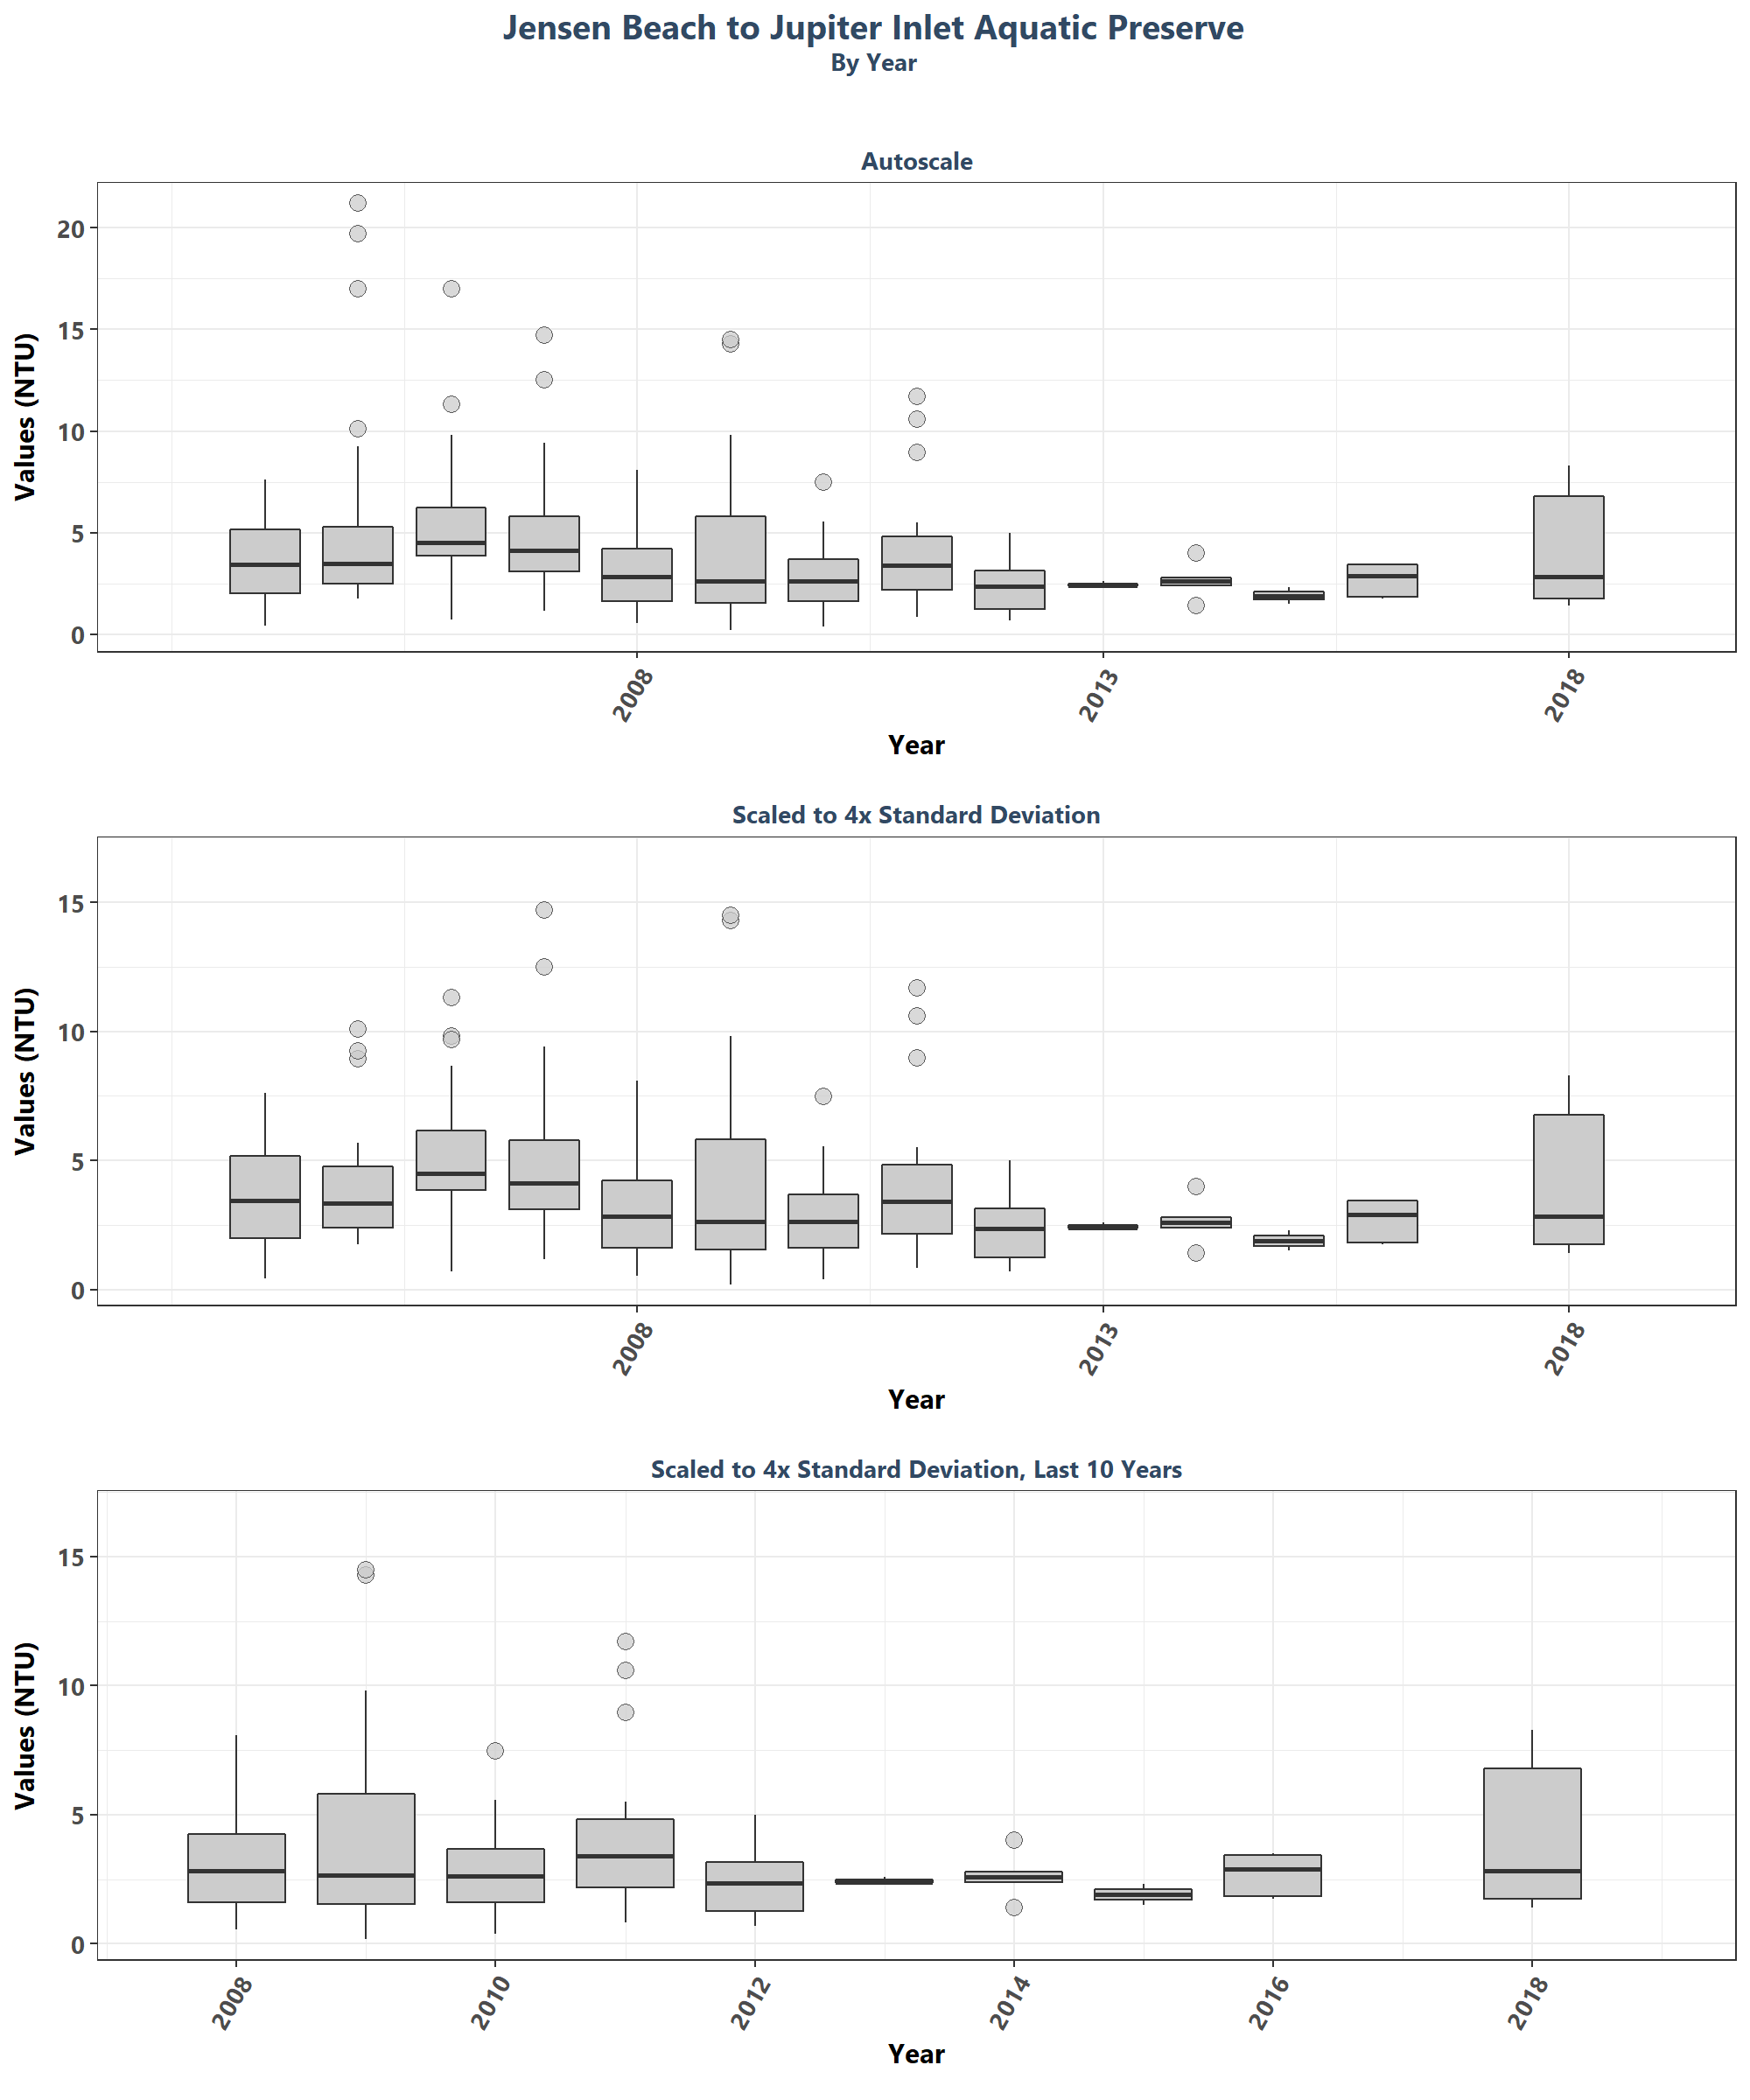 Jensen Beach to Jupiter Inlet Aquatic Preserve
By Year
Autoscale
Values (NTU)
20
15
10
5
0
2008
2013
2018
Year
Scaled to 4x Standard Deviation
Values (NTU)
15
10
5
0
2008
2013
2018
Year
Scaled to 4x Standard Deviation, Last 10 Years
Values (NTU)
15
10
5
0
2008
2010
2012
2014
2016
2018
Year